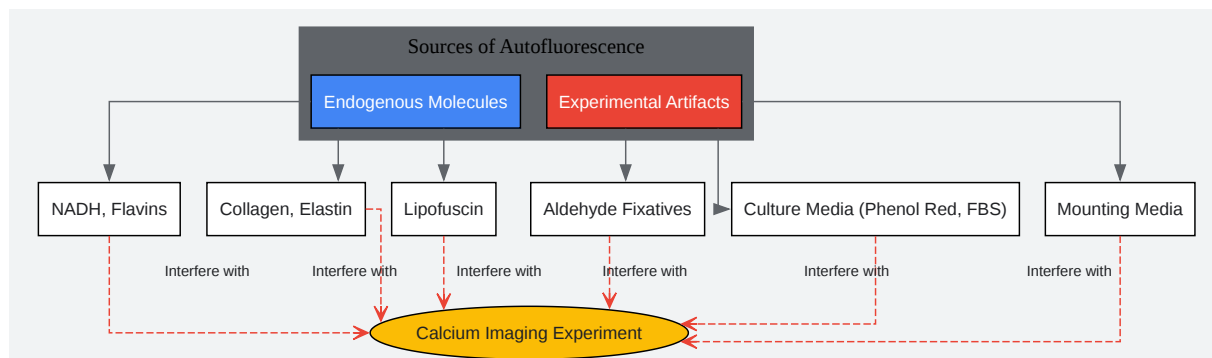 Sources of Autofluorescence
Endogenous Molecules
Experimental Artifacts
NADH, Flavins
Collagen, Elastin
Lipofuscin
Aldehyde Fixatives
Culture Media (Phenol Red, FBS)
Mounting Media
Interfere with
Interfere with
Interfere with
Interfere with
Interfere with
Interfere with
Calcium Imaging Experiment